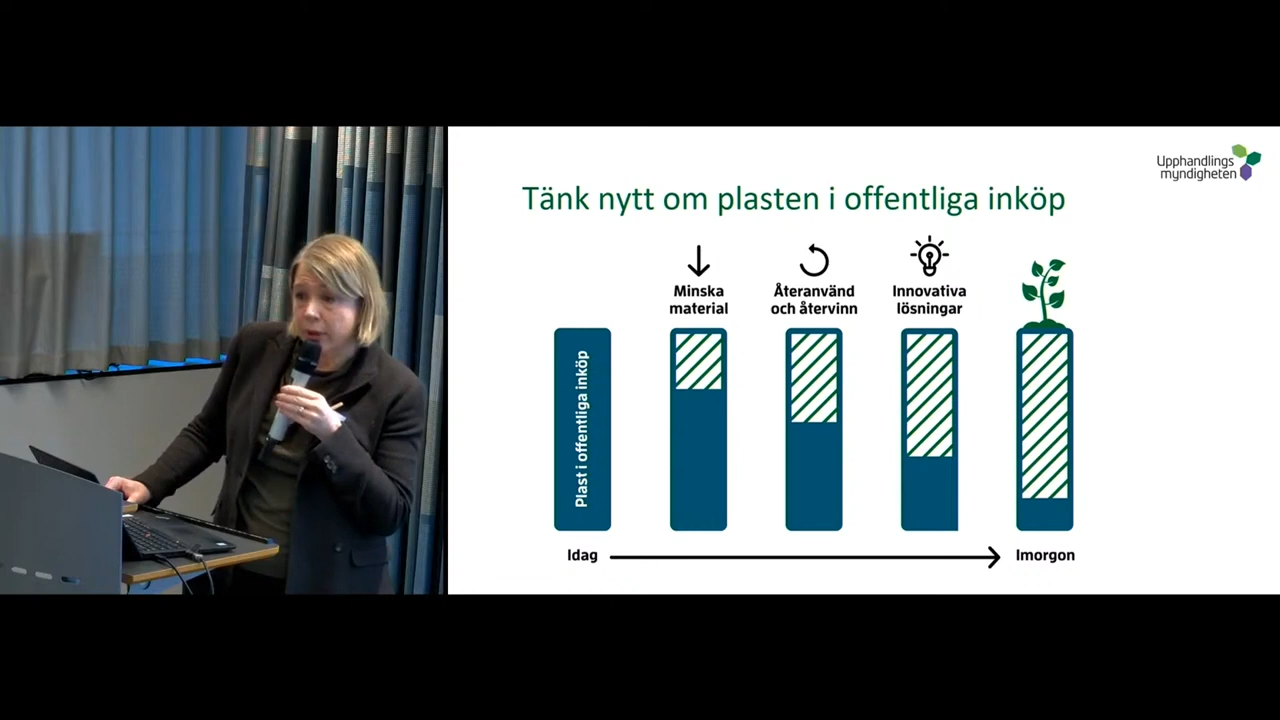 Upphandlings
myndigheten
Tänk nytt om plasten i offentliga inköp
Minska
material
Återanvänd
och återvinn
Innovativa
lösningar
Plast i offentliga inköp
Idag
Imorgon